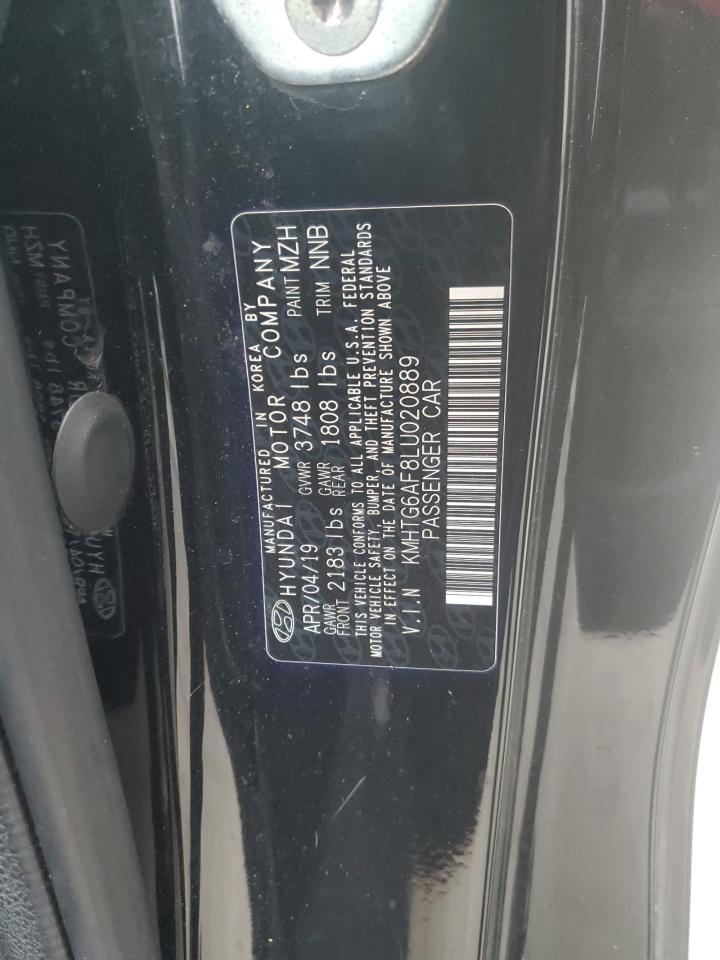 MANUFACTURED IN KOREA BY
HYUNDAI MOTOR COMPANY
APR/04/19 GVWR 3748 lbs PAINT MZH
GAWR FRONT 2183 lbs GAWR REAR 1808 lbs TRIM NNB
THIS VEHICLE CONFORMS TO ALL APPLICABLE U.S.A. FEDERAL
MOTOR VEHICLE SAFETY, BUMPER, AND THEFT PREVENTION STANDARDS
IN EFFECT ON THE DATE OF MANUFACTURE SHOWN ABOVE
V.I.N KMHTG6AF8LU020889
PASSENGER CAR